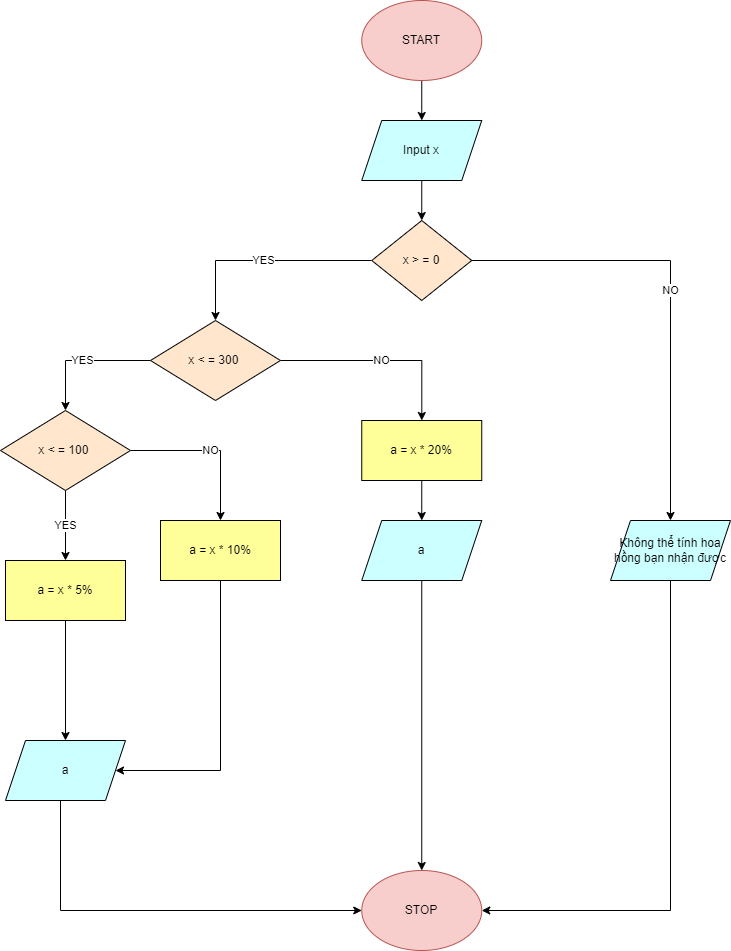 START
Input x
x > = 0
YES
NO
x < = 300
YES
NO
x < = 100
NO
a = x * 20%
YES
a = x * 10%
a
Không thể tính hoa
hồng bạn nhận được
a = x * 5%
a
STOP